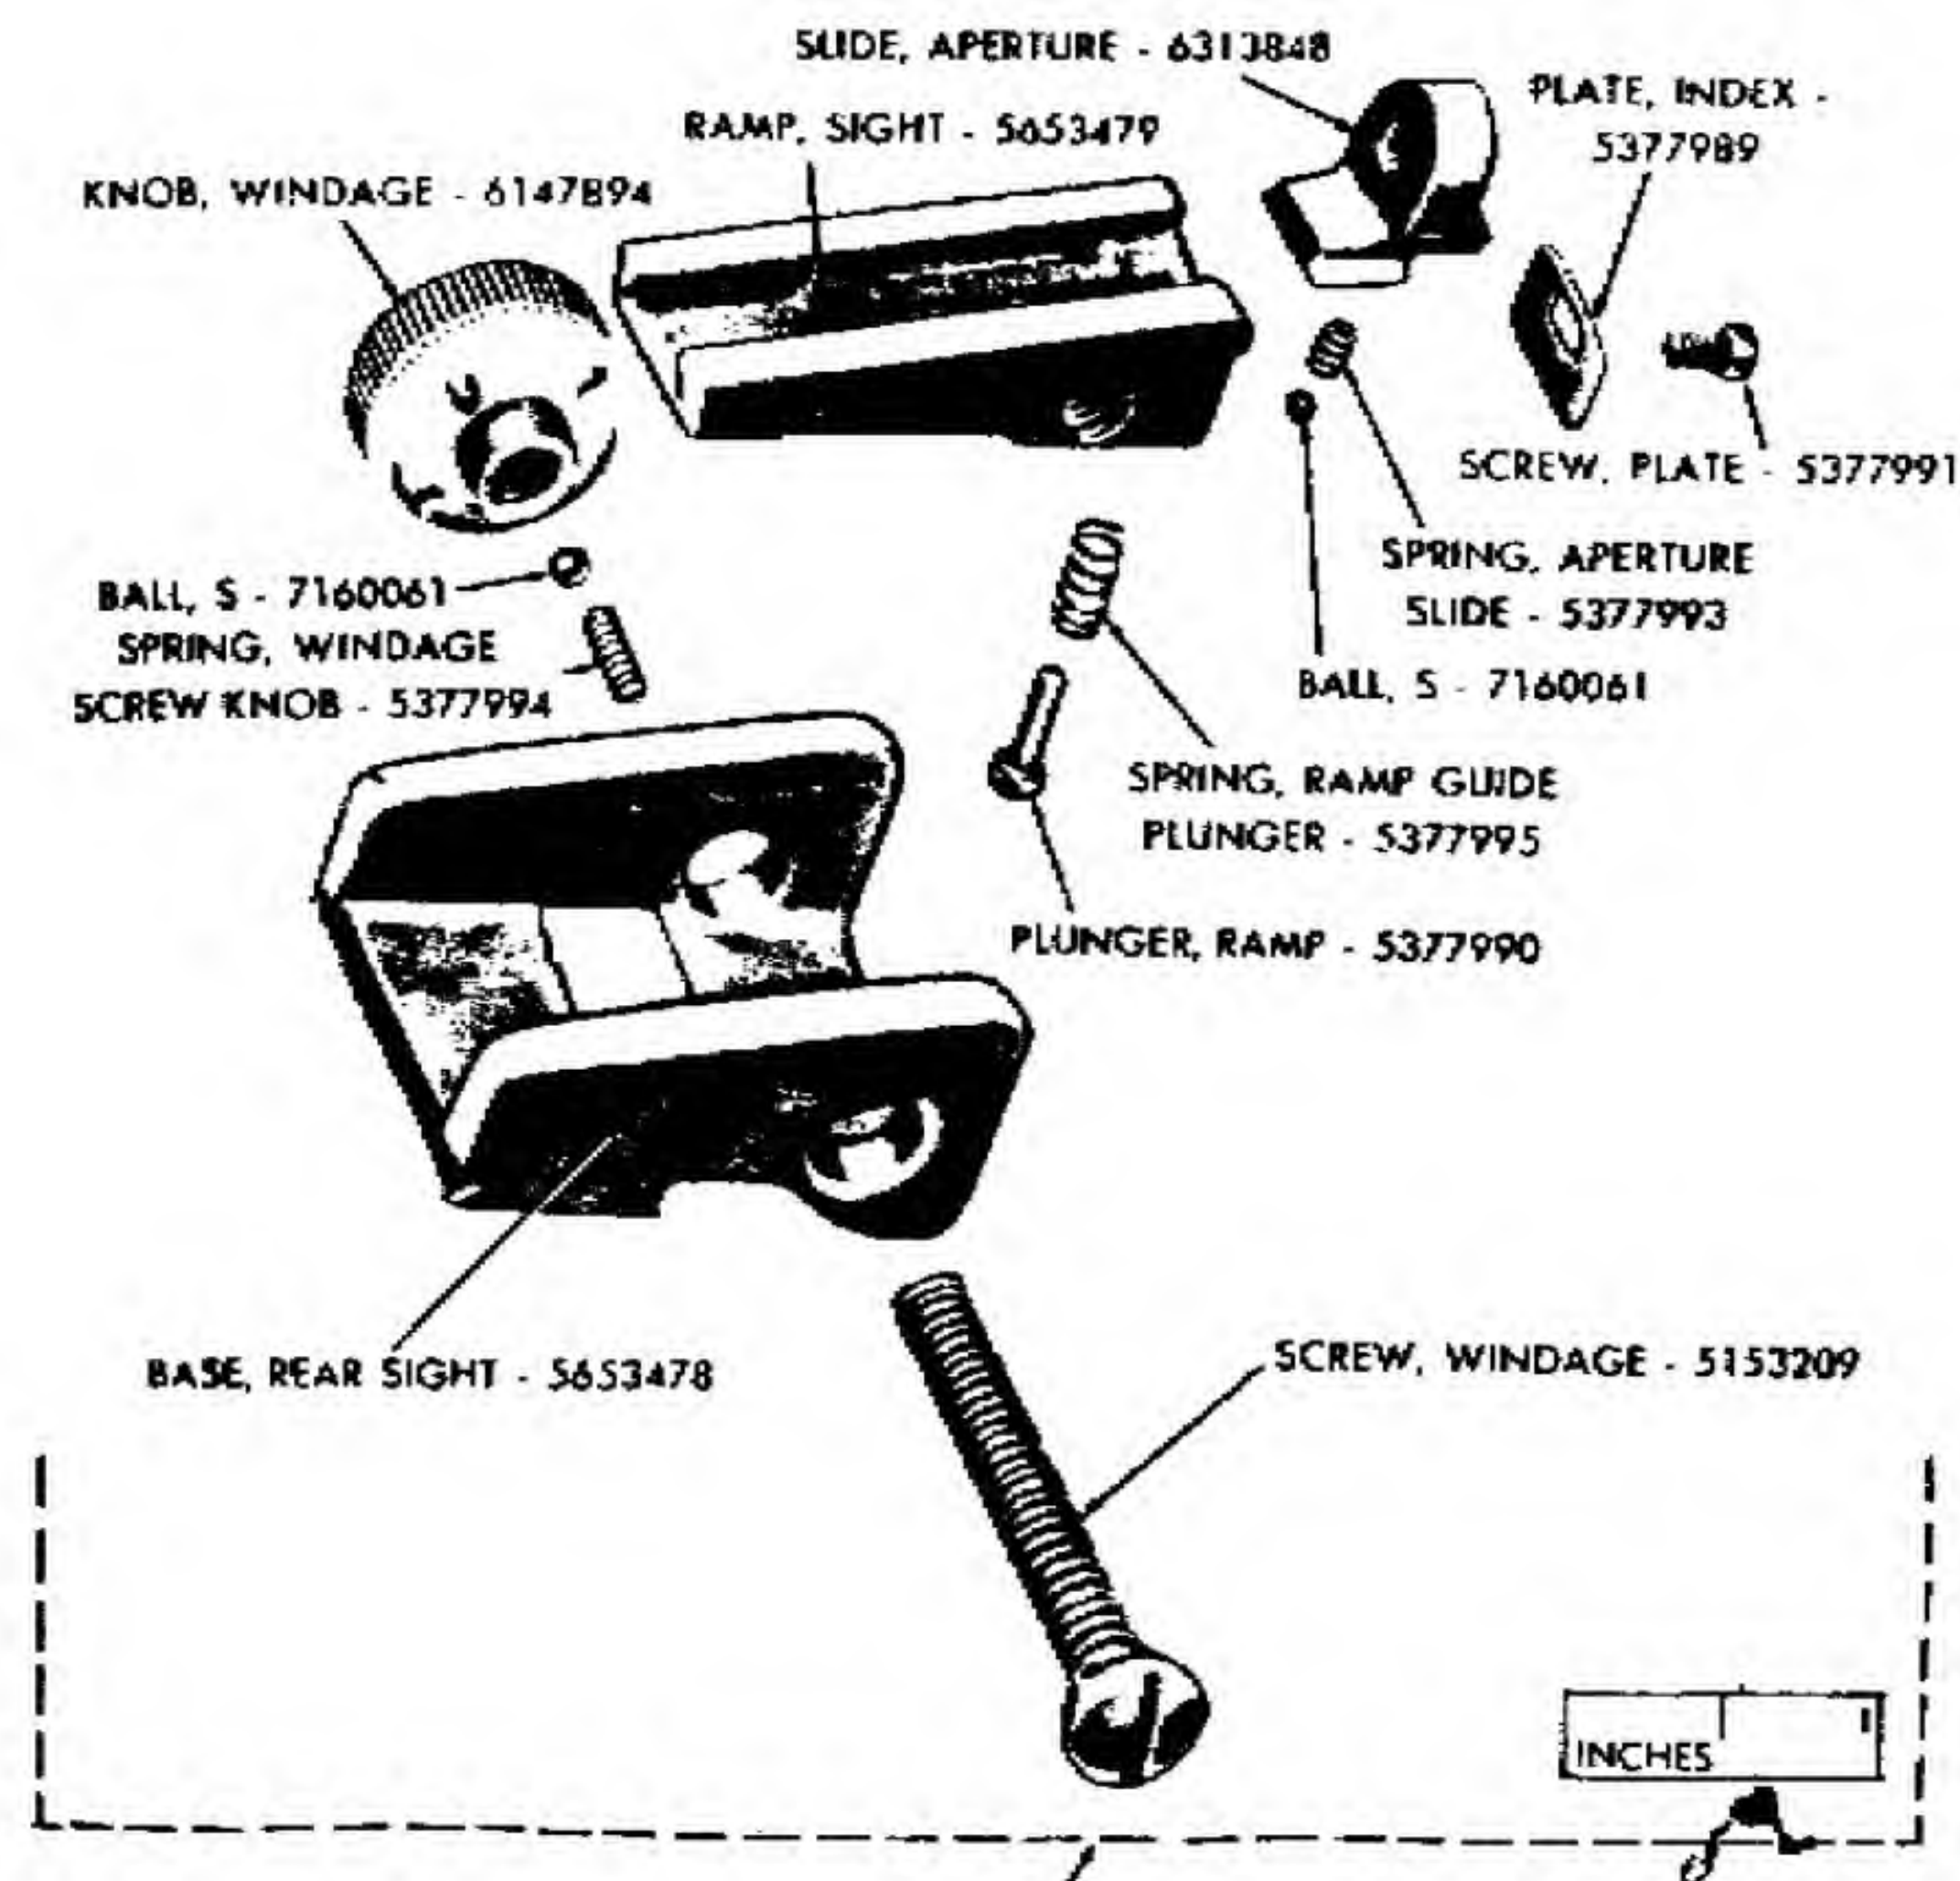 SLIDE, APERTURE - 6313848
PLATE, INDEX -
5377989
RAMP, SIGHT - 5653479
KNOB, WINDAGE - 6147894
SCREW, PLATE - 5377991
SPRING, APERTURE
SLIDE - 5377993
BALL, S - 7160061
BALL, S - 7160061
SPRING, WINDAGE
SCREW KNOB - 5377994
SPRING, RAMP GUIDE
PLUNGER - 5377995
PLUNGER, RAMP - 5377990
BASE, REAR SIGHT - 5653478
SCREW, WINDAGE - 5153209
INCHES